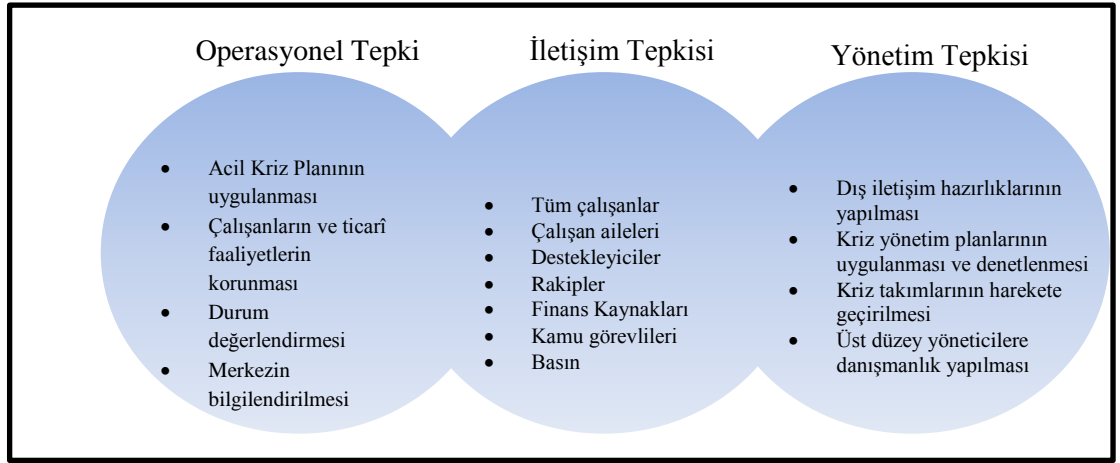 Operasyonel Tepki
• Acil Kriz Planının
uygulanması
• Çalışanların ve ticarî
faaliyetlerin
korunması
• Durum
değerlendirmesi
• Merkezin
bilgilendirilmesi
İletişim Tepkisi
• Tüm çalışanlar
• Çalışan aileleri
• Destekleyiciler
• Rakipler
• Finans Kaynakları
• Kamu görevlileri
• Basın
Yönetim Tepkisi
• Dış iletişim hazırlıklarının
yapılması
• Kriz yönetim planlarının
uygulanması ve denetlenmesi
• Kriz takımlarının harekete
geçirilmesi
• Üst düzey yöneticilere
danışmanlık yapılması